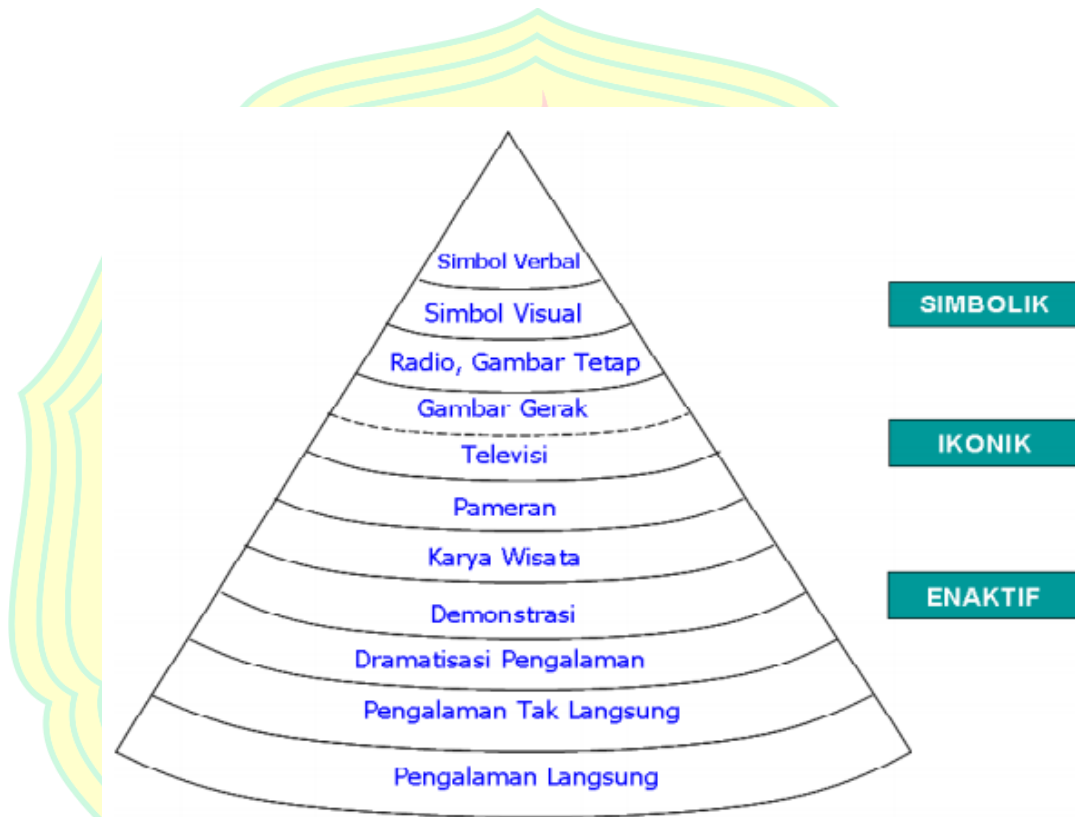 Simbol Verbal
Simbol Visual
SIMBOLIK
Radio, Gambar Tetap
Gambar Gerak
IKONIK
Televisi
Pameran
Karya Wisata
ENAKTIF
Demonstrasi
Dramatisasi Pengalaman
Pengalaman Tak Langsung
Pengalaman Langsung